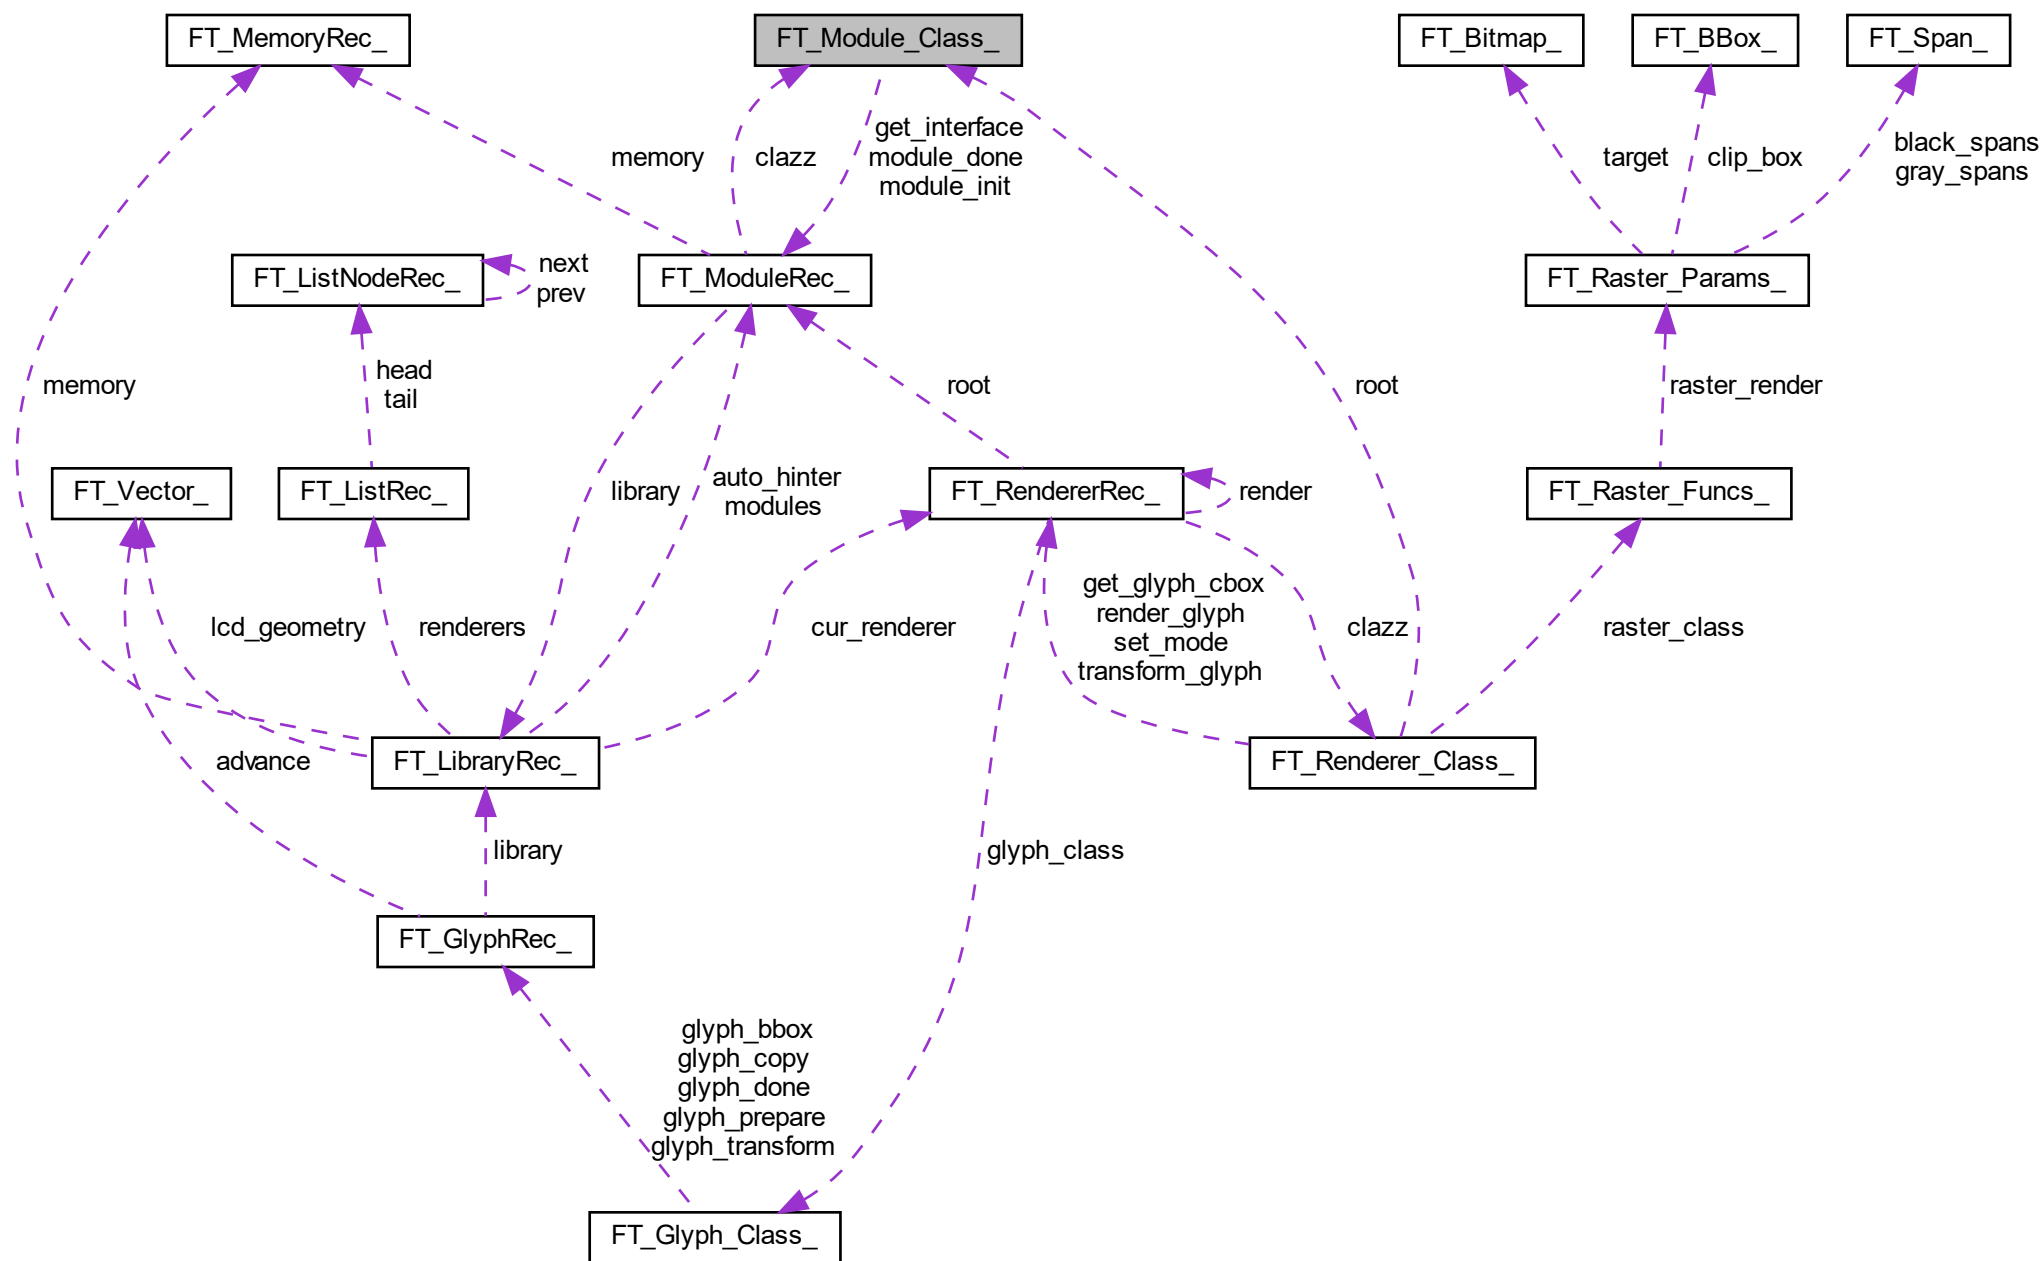 FT_MemoryRec_
FT_Module_Class_
FT_Bitmap_
FT_BBox_
FT_Span_
memory
clazz
get_interface
module_done
module_init
target
clip_box
black_spans
gray_spans
FT_ListNodeRec_
next
prev
FT_ModuleRec_
FT_Raster_Params_
memory
head
tail
root
root
raster_render
FT_Vector_
FT_ListRec_
library
auto_hinter
modules
FT_RendererRec_
render
FT_Raster_Funcs_
lcd_geometry
renderers
cur_renderer
get_glyph_cbox
render_glyph
set_mode
transform_glyph
clazz
raster_class
advance
FT_LibraryRec_
FT_Renderer_Class_
library
glyph_class
FT_GlyphRec_
glyph_bbox
glyph_copy
glyph_done
glyph_prepare
glyph_transform
FT_Glyph_Class_